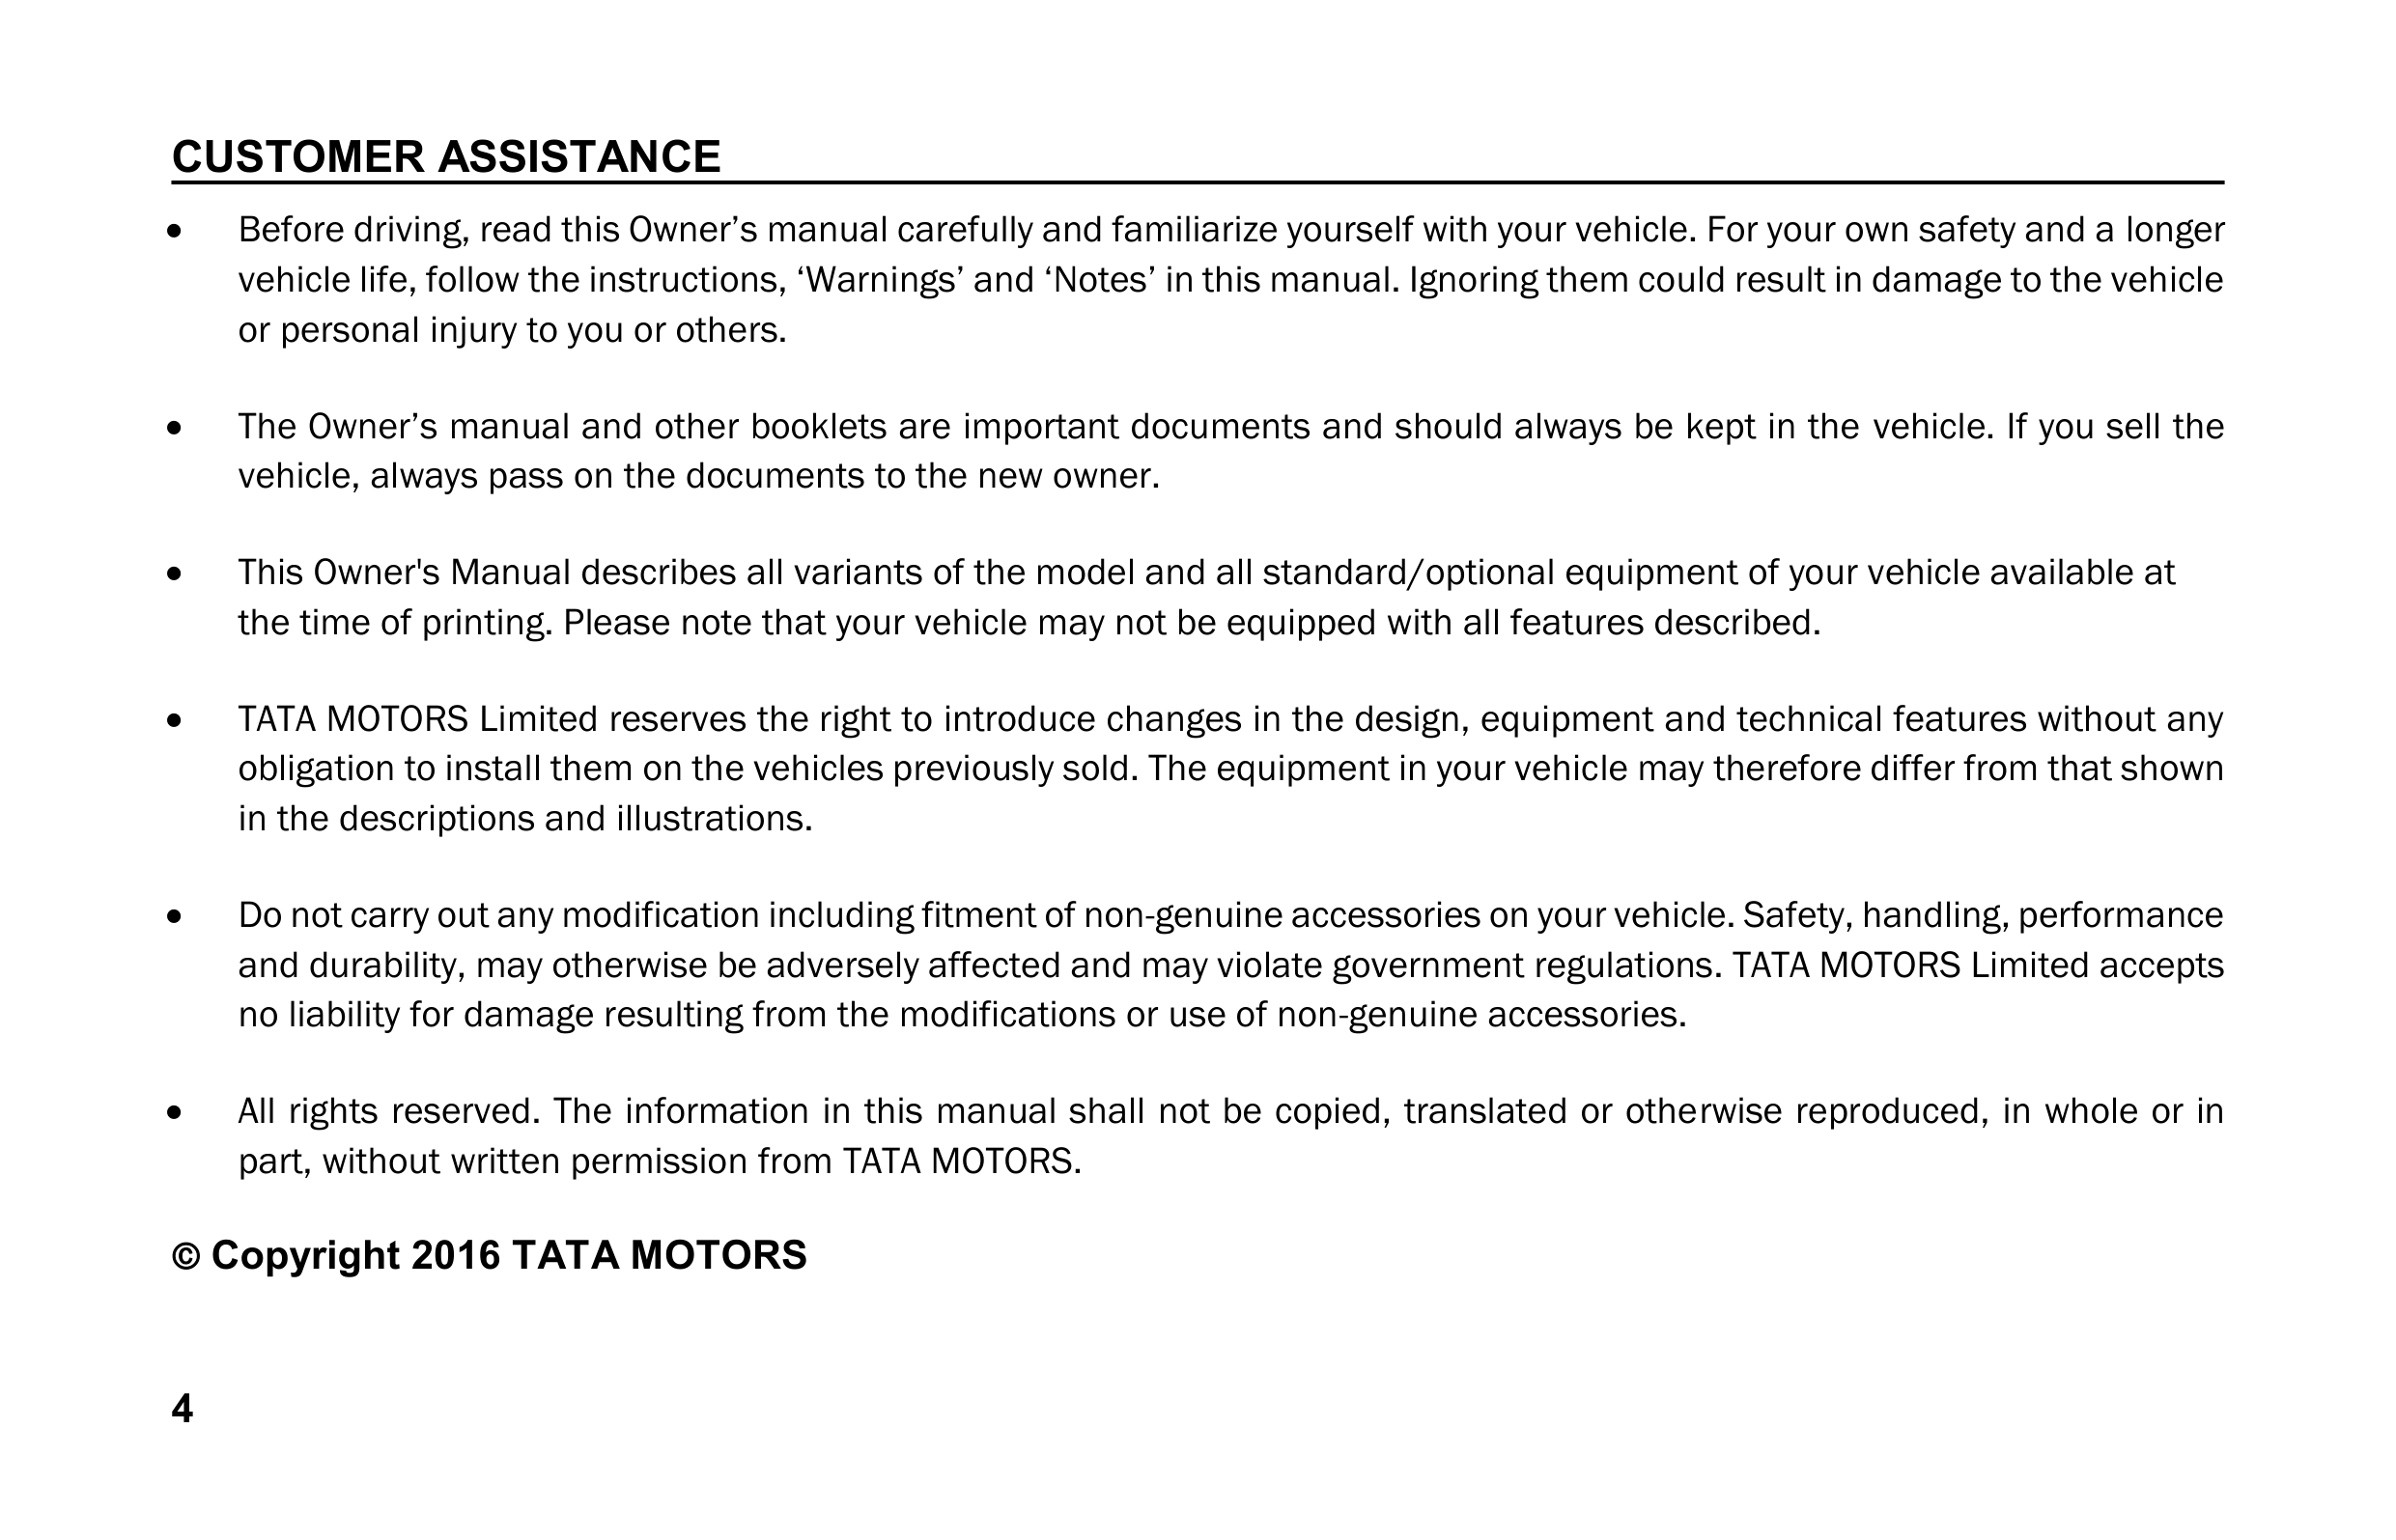 CUSTOMER ASSISTANCE
• Before driving, read this Owner’s manual carefully and familiarize yourself with your vehicle. For your own safety and a longer
vehicle life, follow the instructions, ‘Warnings’ and ‘Notes’ in this manual. Ignoring them could result in damage to the vehicle
or personal injury to you or others.
• The Owner’s manual and other booklets are important documents and should always be kept in the vehicle. If you sell the
vehicle, always pass on the documents to the new owner.
• This Owner's Manual describes all variants of the model and all standard/optional equipment of your vehicle available at
the time of printing. Please note that your vehicle may not be equipped with all features described.
• TATA MOTORS Limited reserves the right to introduce changes in the design, equipment and technical features without any
obligation to install them on the vehicles previously sold. The equipment in your vehicle may therefore differ from that shown
in the descriptions and illustrations.
• Do not carry out any modification including fitment of non-genuine accessories on your vehicle. Safety, handling, performance
and durability, may otherwise be adversely affected and may violate government regulations. TATA MOTORS Limited accepts
no liability for damage resulting from the modifications or use of non-genuine accessories.
• All rights reserved. The information in this manual shall not be copied, translated or otherwise reproduced, in whole or in
part, without written permission from TATA MOTORS.
© Copyright 2016 TATA MOTORS
4